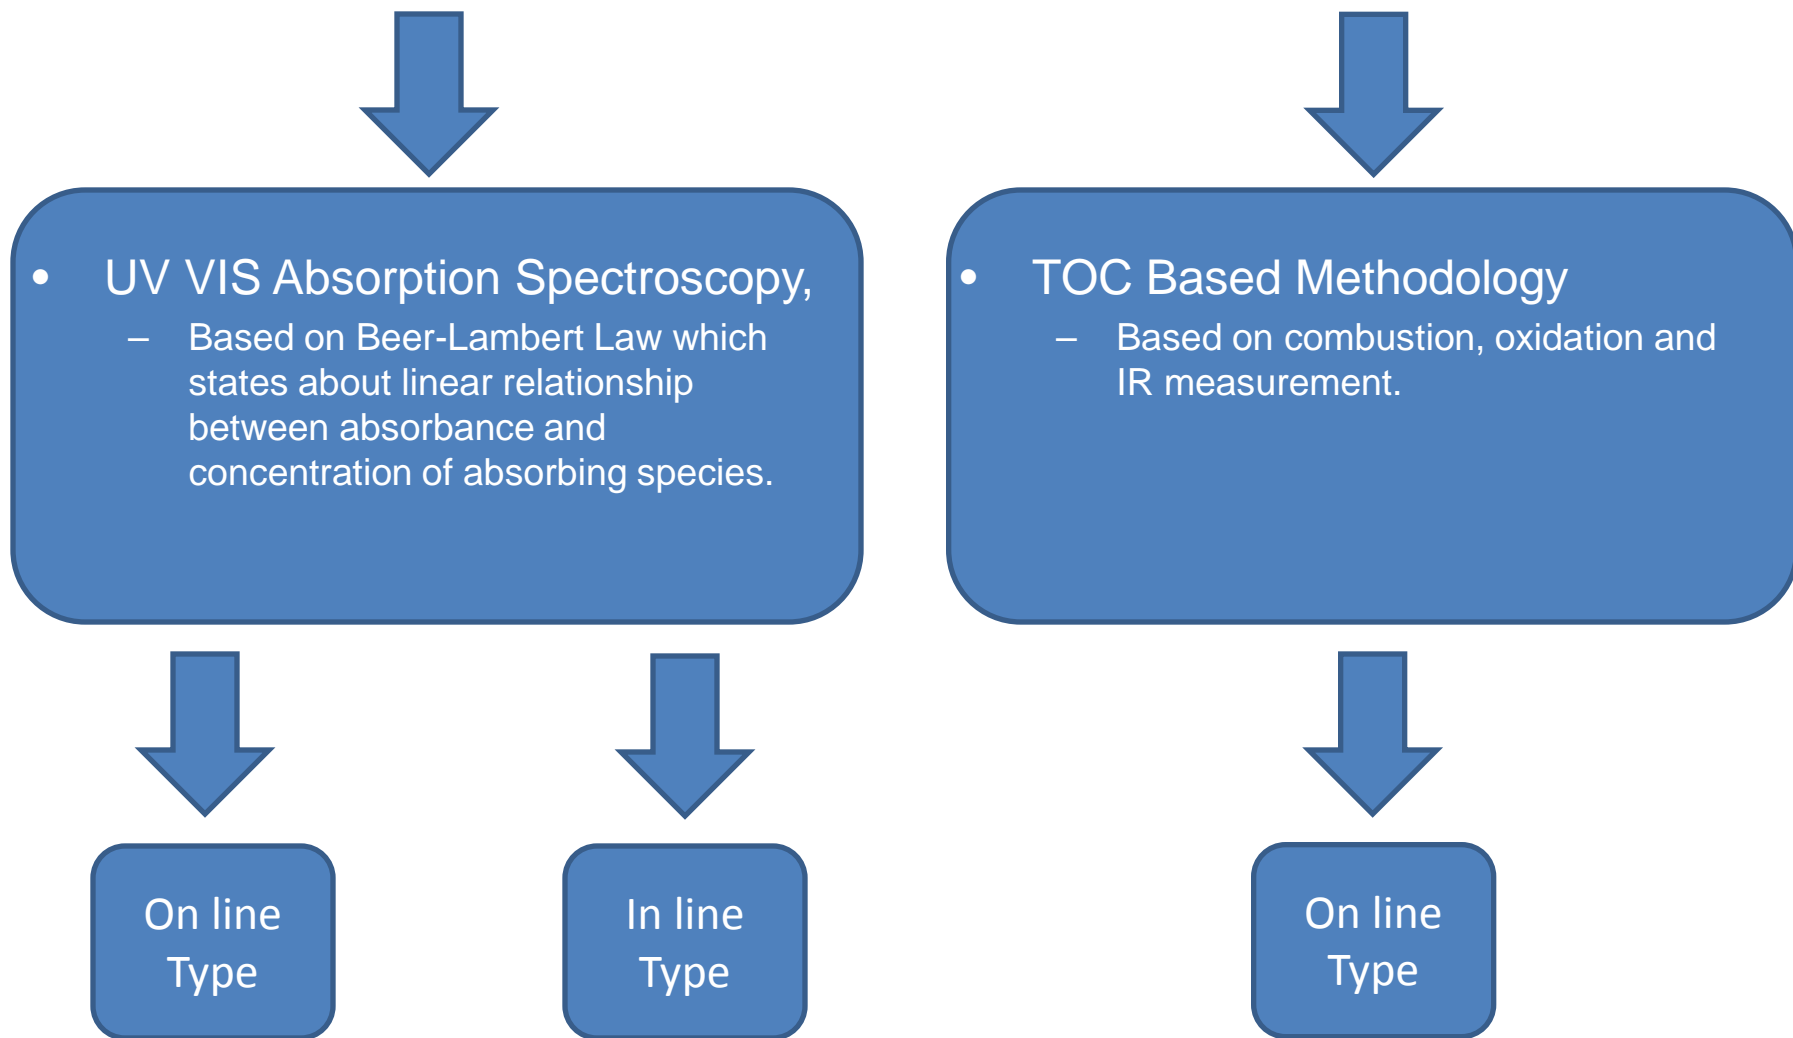 • UV VIS Absorption Spectroscopy,
– Based on Beer-Lambert Law which
states about linear relationship
between absorbance and
concentration of absorbing species.
• TOC Based Methodology
– Based on combustion, oxidation and
IR measurement.
On line
Type
In line
Type
On line
Type